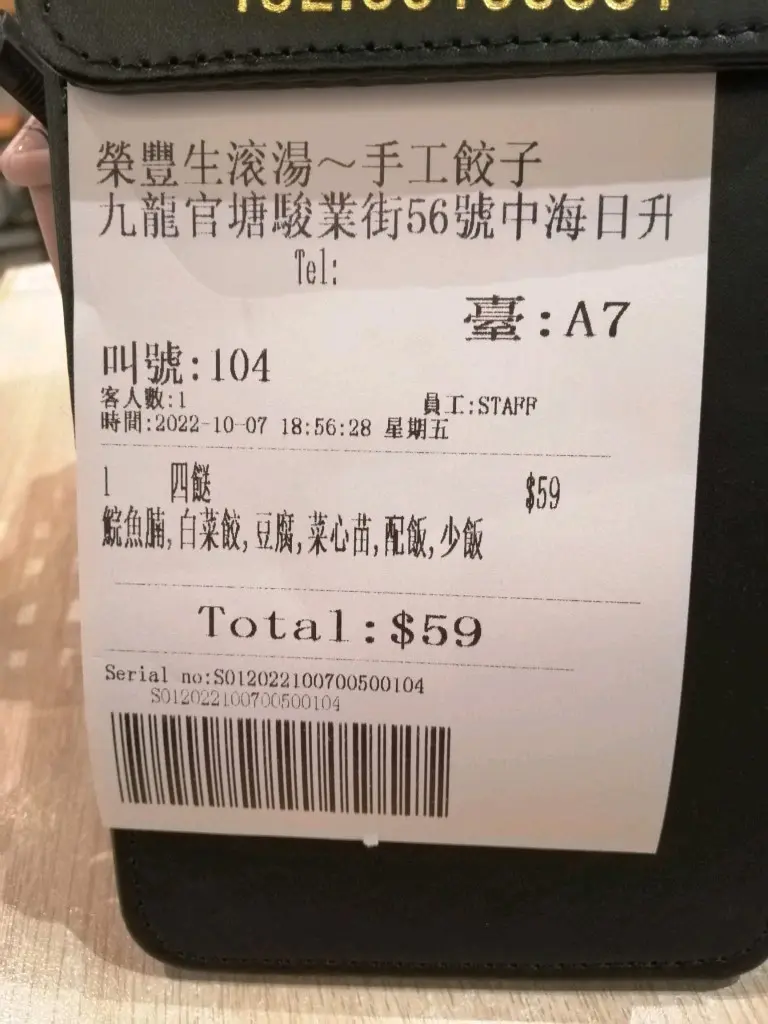 榮豐生滚湯～手工餃子
九龍官塘駿業街56號中海日升
Tel:
臺:A7
叫號:104
客人數:1 員工:STAFF
時間:2022-10-07 18:56:28 星期五
1 四餸 $59
鯇魚腩,白菜餃,豆腐,菜心苗,配飯,少飯
Total:$59
Serial no:S012022100700500104
S012022100700500104